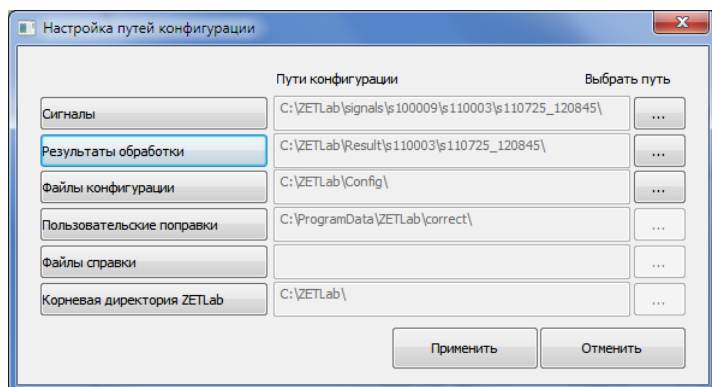 Настройка путей конфигурации
Пути конфигурации Выбрать путь
Сигналы C:\ZETLab\signals\s100009\s110003\s110725_120845\ ...
Результаты обработки C:\ZETLab\Result\s110003\s110725_120845\ ...
Файлы конфигурации C:\ZETLab\Config\ ...
Пользовательские поправки C:\ProgramData\ZETLab\correct\ ...
Файлы справки ...
Корневая директория ZETLab C:\ZETLab\ ...
Применить Отменить